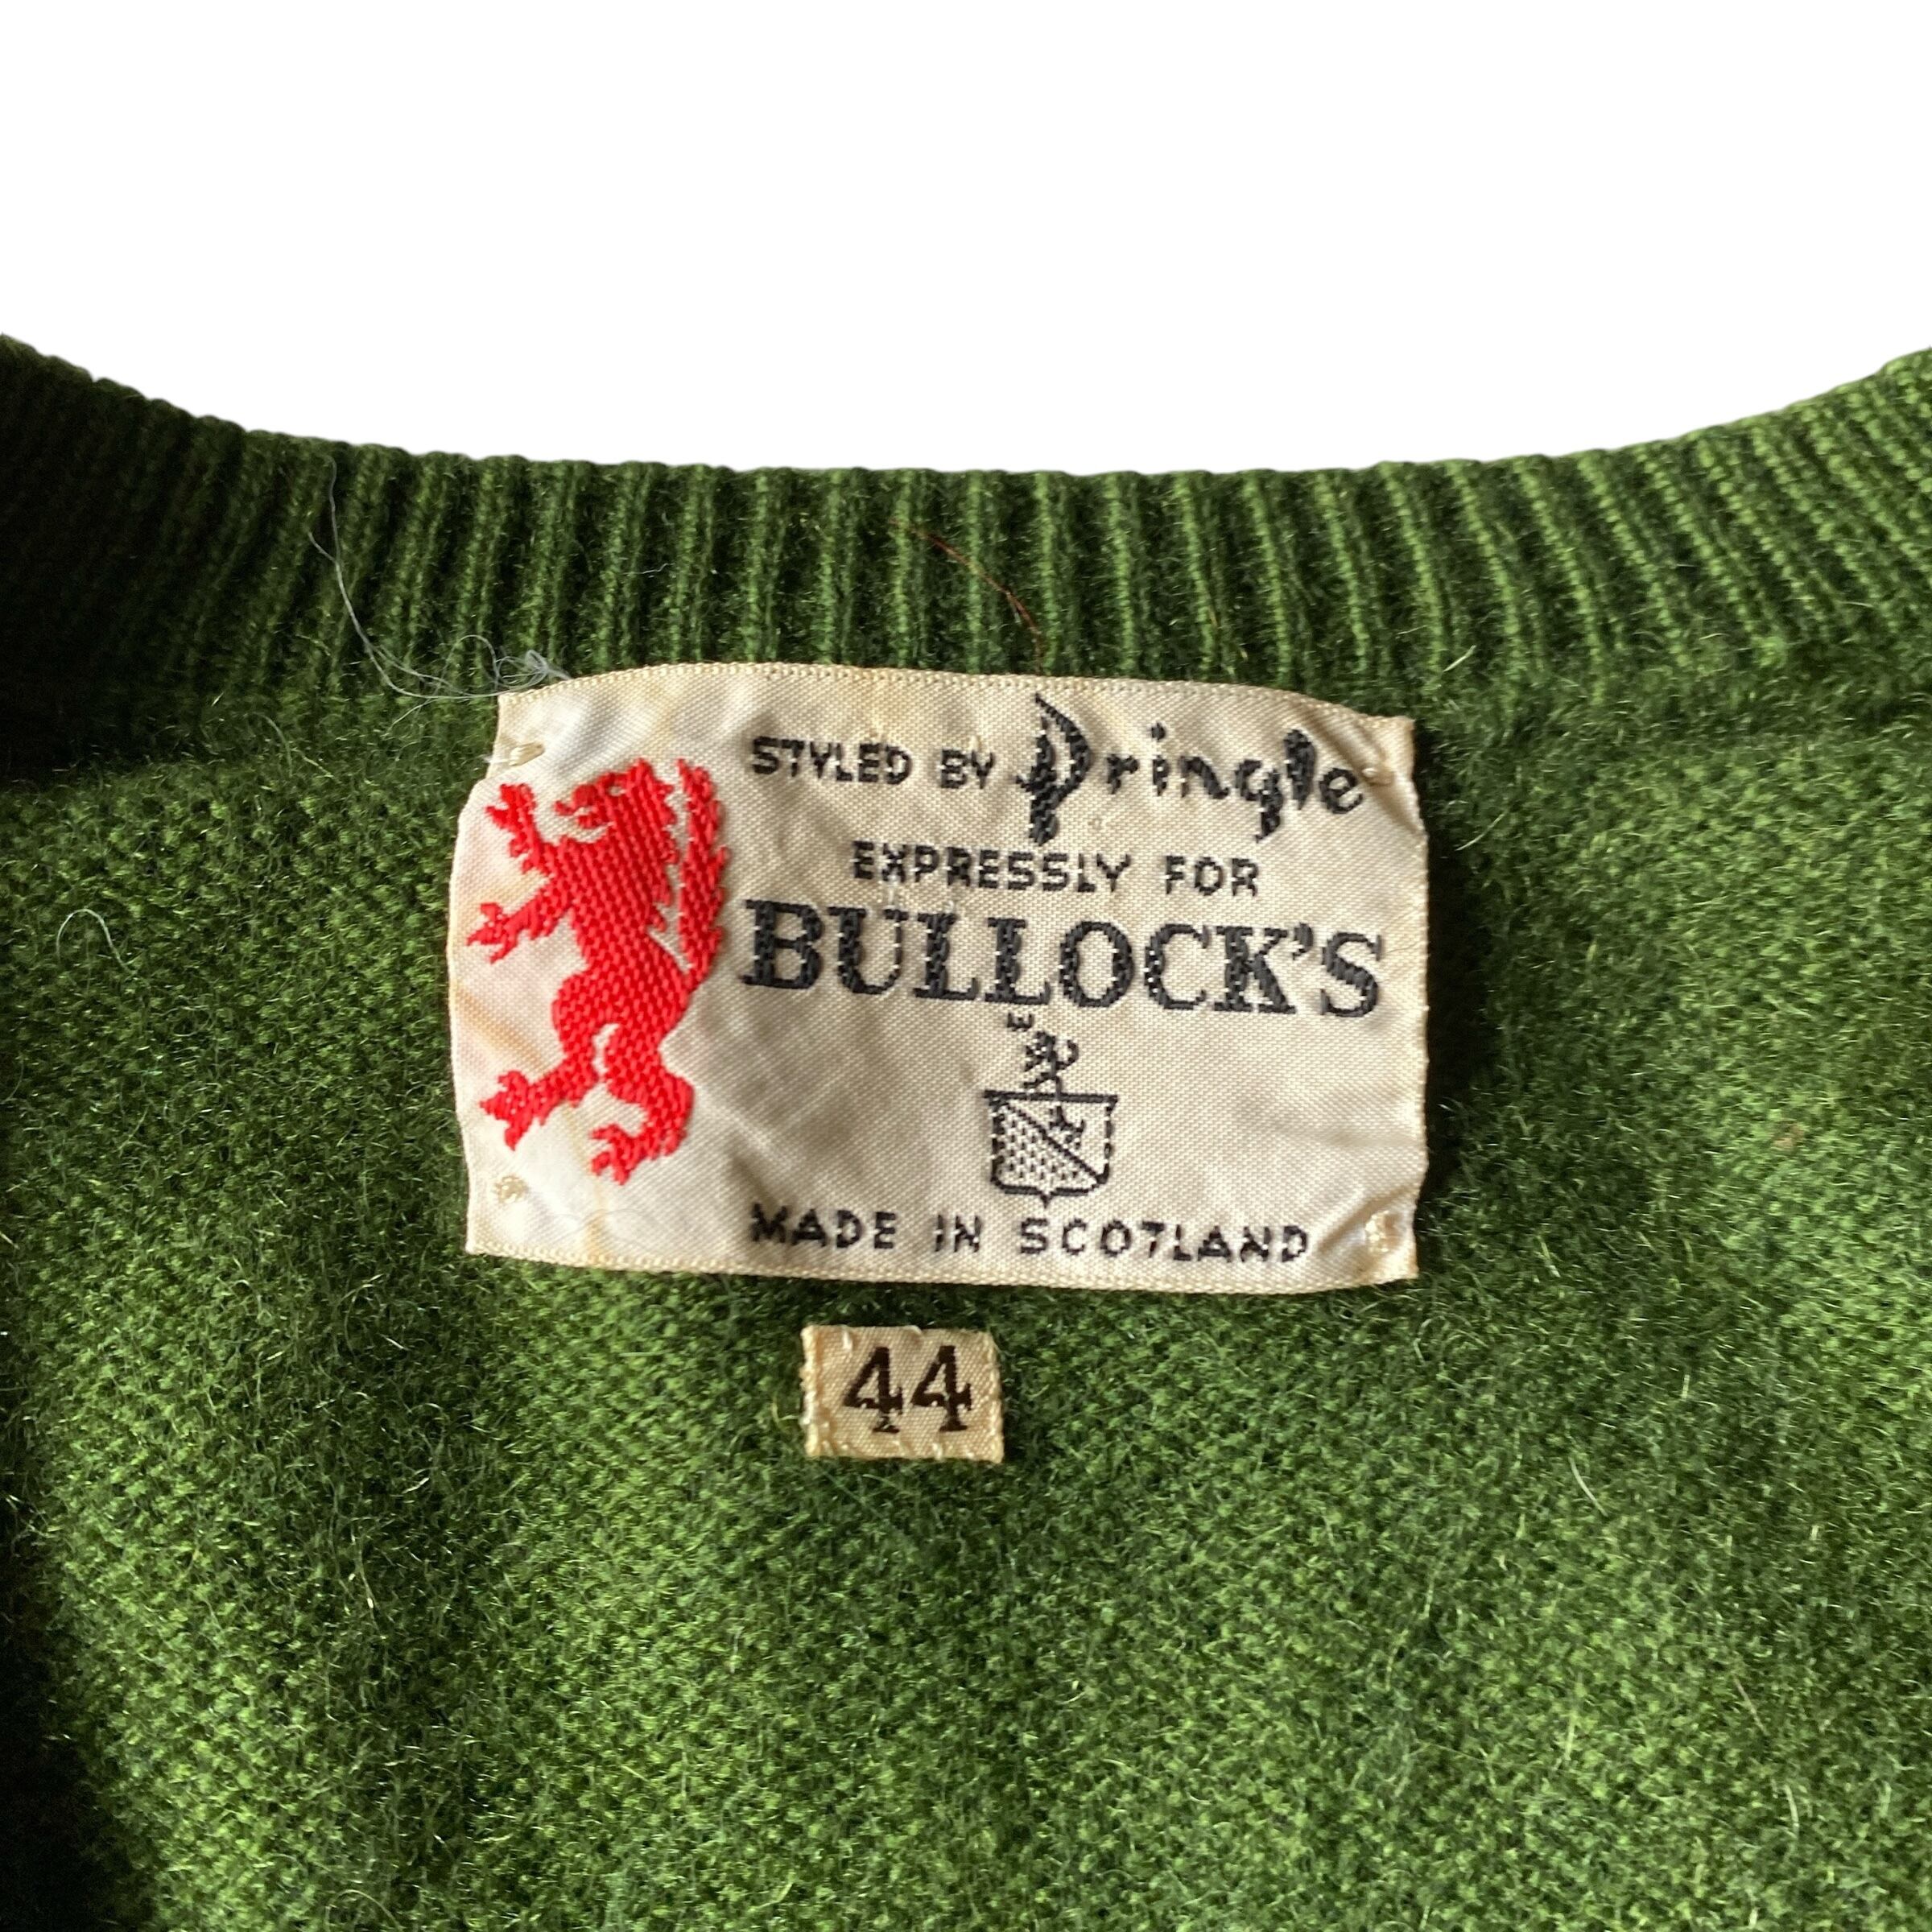 STYLED BY Pringle
EXPRESSLY FOR
BULLOCK'S
MADE IN SCOTLAND
44